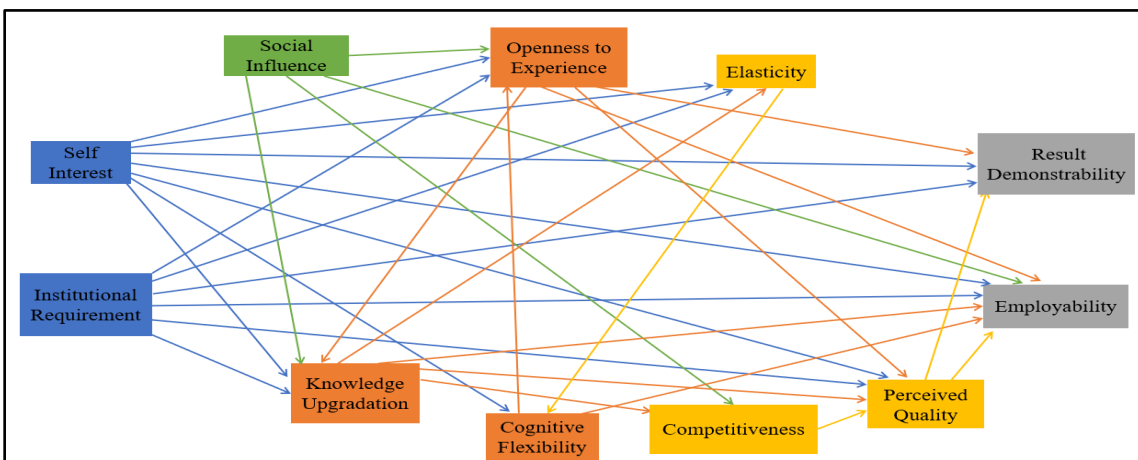 Social
Influence
Openness to
Experience
Elasticity
Self
Interest
Result
Demonstrability
Institutional
Requirement
Employability
Knowledge
Upgradation
Cognitive
Flexibility
Competitiveness
Perceived
Quality